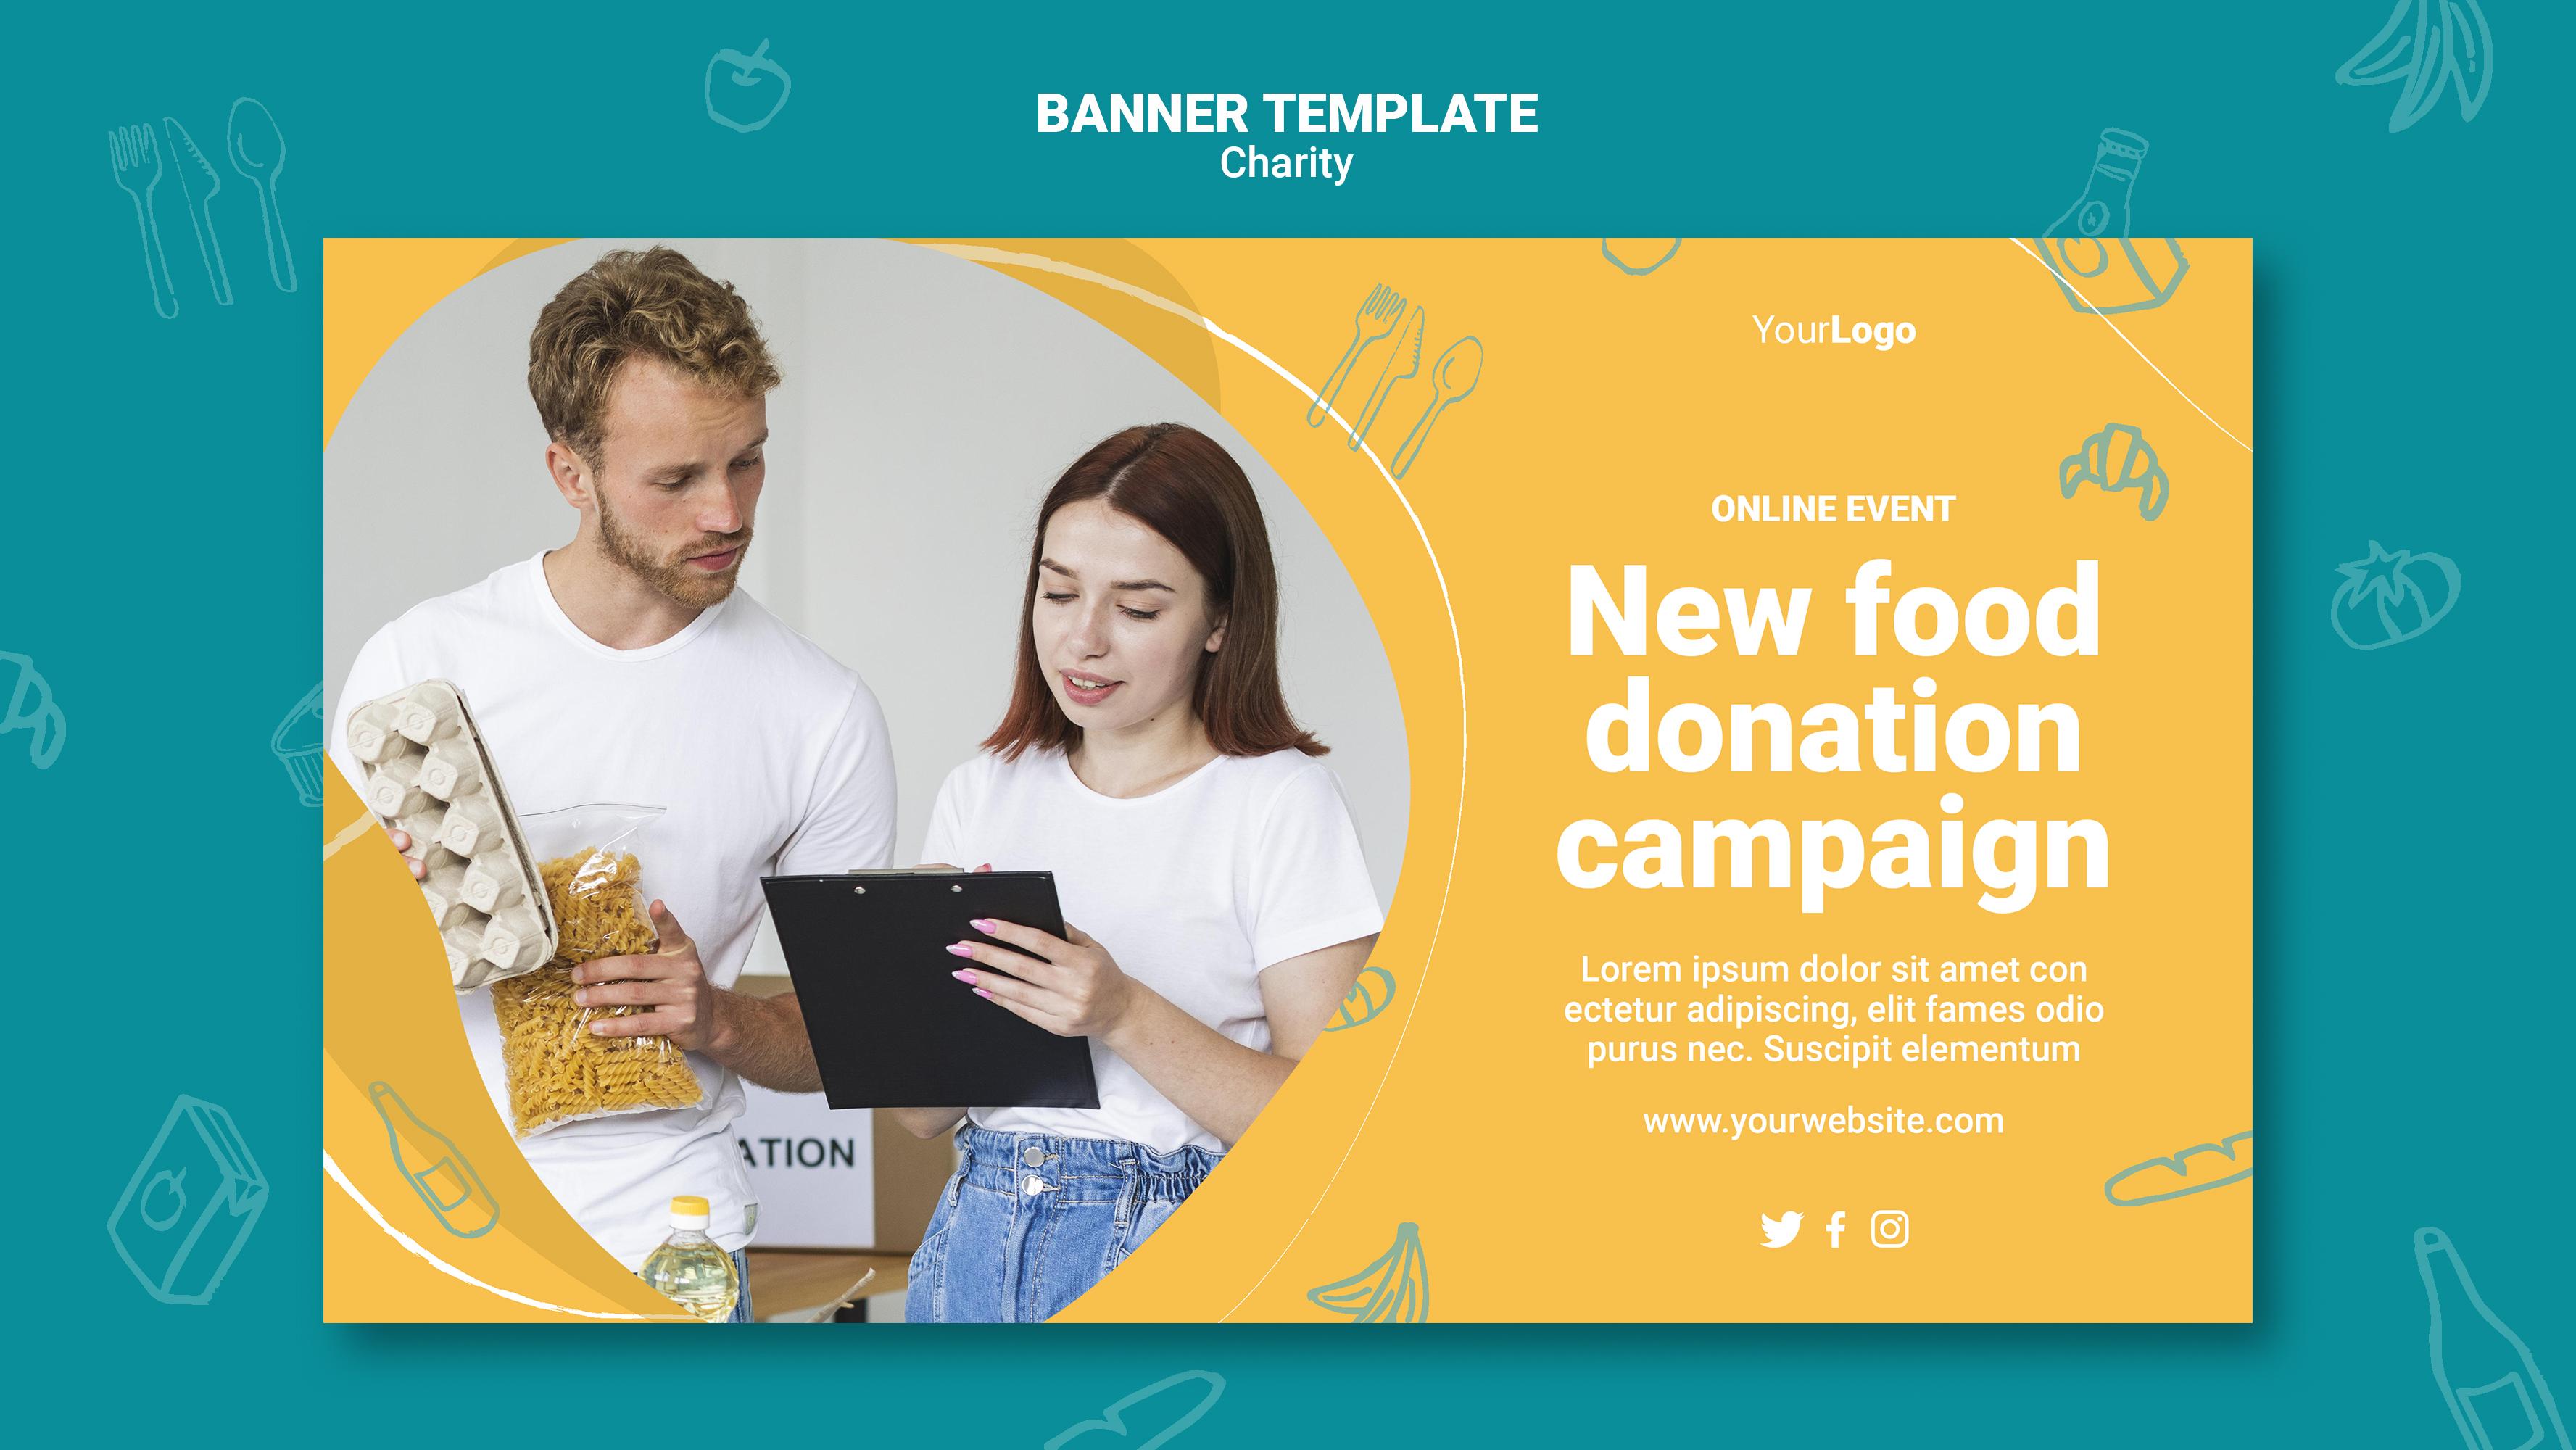 BANNER TEMPLATE
Charity
YourLogo
ONLINE EVENT
New food
donation
campaign
Lorem ipsum dolor sit amet con
ectetur adipiscing, elit fames odio
purus nec. Suscipit elementum
www.yourwebsite.com
ATION